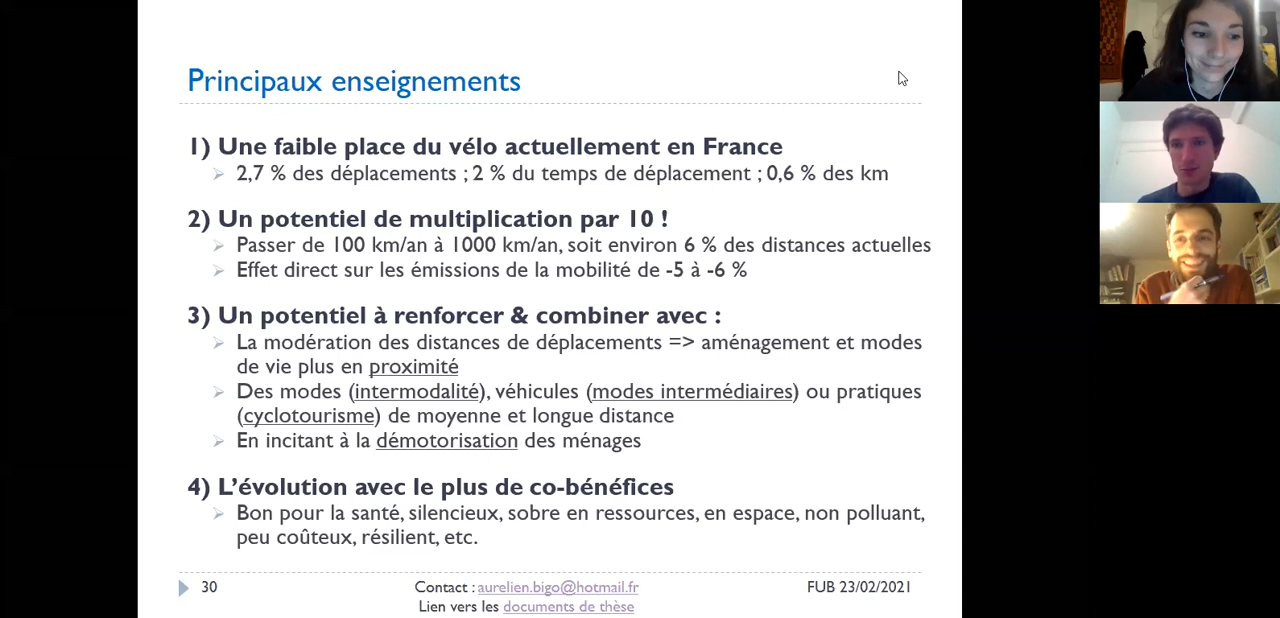 Principaux enseignements
1) Une faible place du vélo actuellement en France
2,7 % des déplacements ; 2 % du temps de déplacement ; 0,6 % des km
2) Un potentiel de multiplication par 10 !
Passer de 100 km/an à 1000 km/an, soit environ 6 % des distances actuelles
Effet direct sur les émissions de la mobilité de -5 à -6 %
3) Un potentiel à renforcer & combiner avec :
La modération des distances de déplacements => aménagement et modes
de vie plus en proximité
Des modes (intermodalité), véhicules (modes intermédiaires) ou pratiques
(cyclotourisme) de moyenne et longue distance
En incitant à la démotorisation des ménages
4) L’évolution avec le plus de co-bénéfices
Bon pour la santé, silencieux, sobre en ressources, en espace, non polluant,
peu coûteux, résilient, etc.
30 Contact : aurelien.bigo@hotmail.fr FUB 23/02/2021
Lien vers les documents de thèse